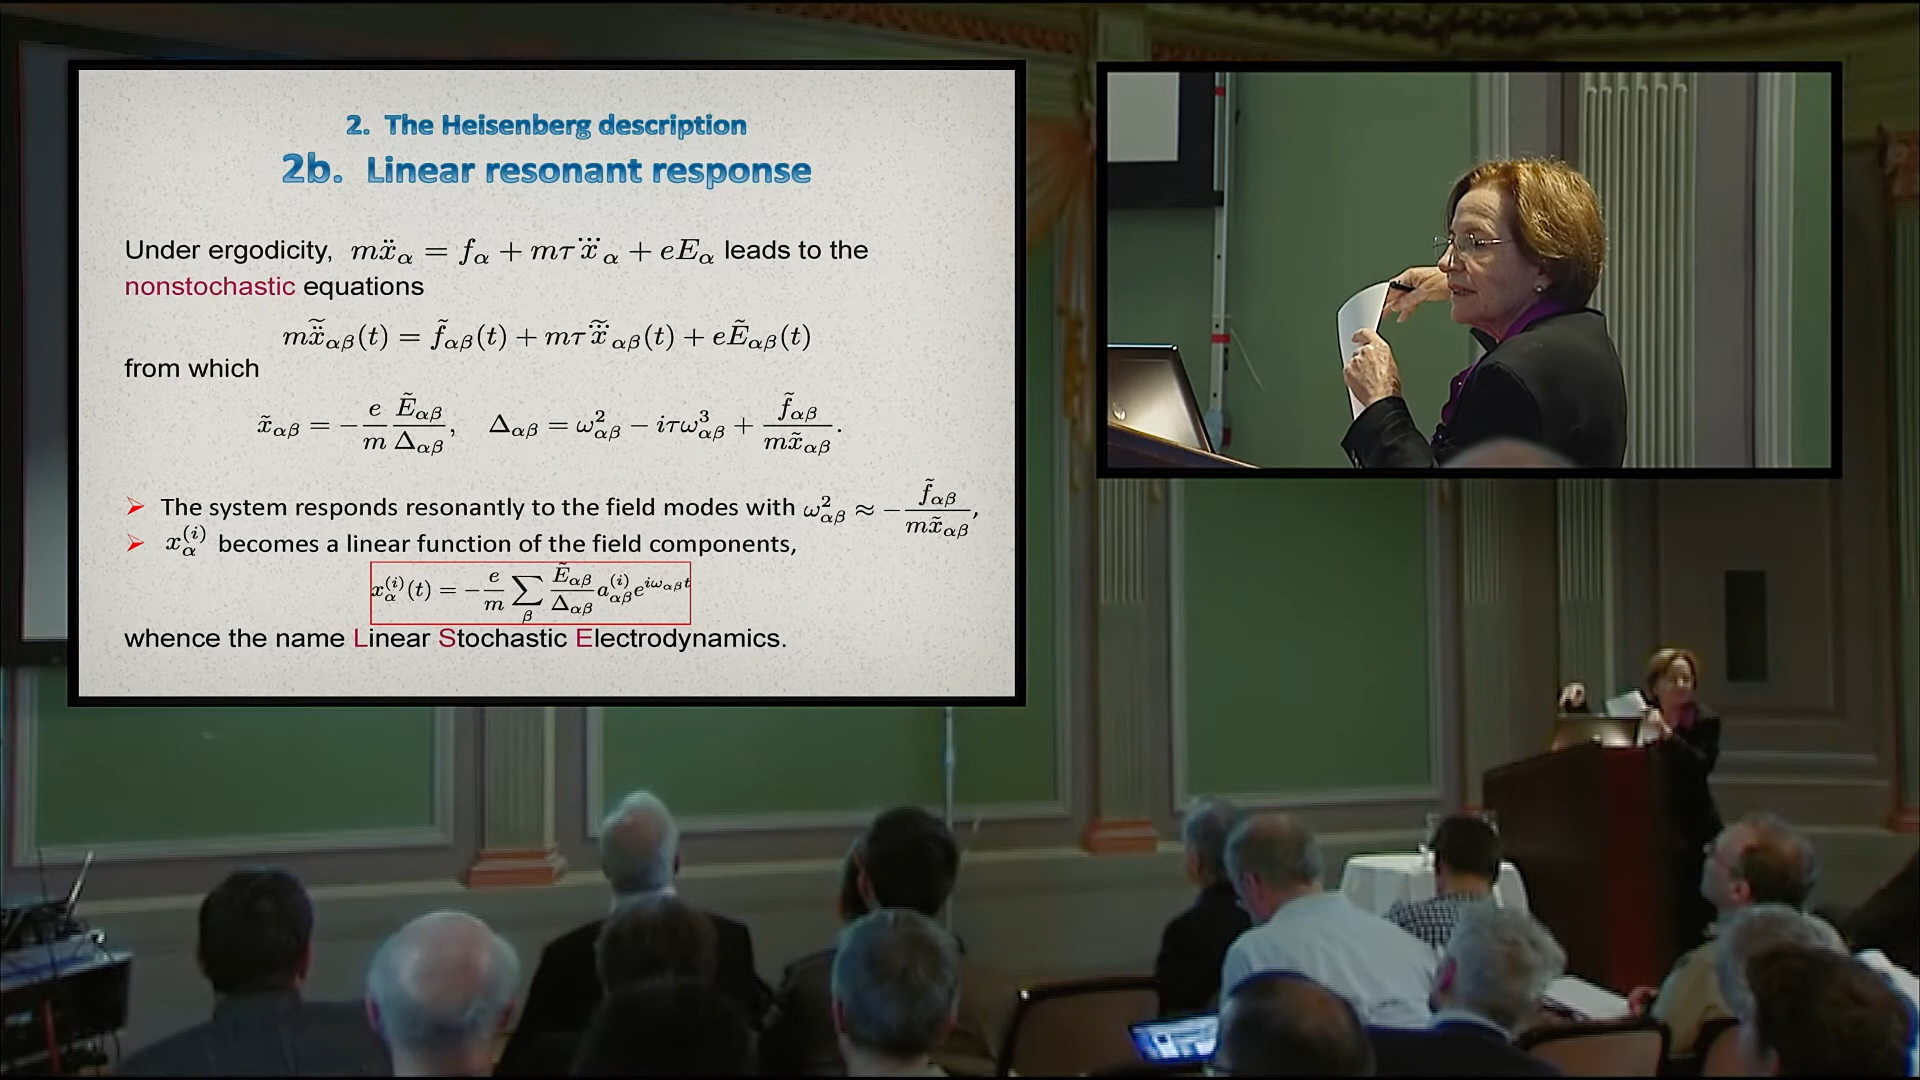 2. The Heisenberg description
2b. Linear resonant response
Under ergodicity, $m\ddot{x}_\alpha = f_\alpha + m\tau \dddot{x}_\alpha + eE_\alpha$ leads to the
nonstochastic equations
$m\tilde{\ddot{x}}_{\alpha\beta}(t) = \tilde{f}_{\alpha\beta}(t) + m\tau \tilde{\dddot{x}}_{\alpha\beta}(t) + e\tilde{E}_{\alpha\beta}(t)$
from which
$\tilde{x}_{\alpha\beta} = -\frac{e}{m}\frac{\tilde{E}_{\alpha\beta}}{\Delta_{\alpha\beta}}, \quad \Delta_{\alpha\beta} = \omega^2_{\alpha\beta} - i\tau\omega^3_{\alpha\beta} + \frac{\tilde{f}_{\alpha\beta}}{m\tilde{x}_{\alpha\beta}}.$
➢ The system responds resonantly to the field modes with $\omega^2_{\alpha\beta} \approx -\frac{\tilde{f}_{\alpha\beta}}{m\tilde{x}_{\alpha\beta}},$
➢ $x^{(i)}_\alpha$ becomes a linear function of the field components,
$x^{(i)}_\alpha(t) = -\frac{e}{m}\sum_\beta \frac{\tilde{E}_{\alpha\beta}}{\Delta_{\alpha\beta}} a^{(i)}_{\alpha\beta} e^{i\omega_{\alpha\beta}t}$
whence the name Linear Stochastic Electrodynamics.